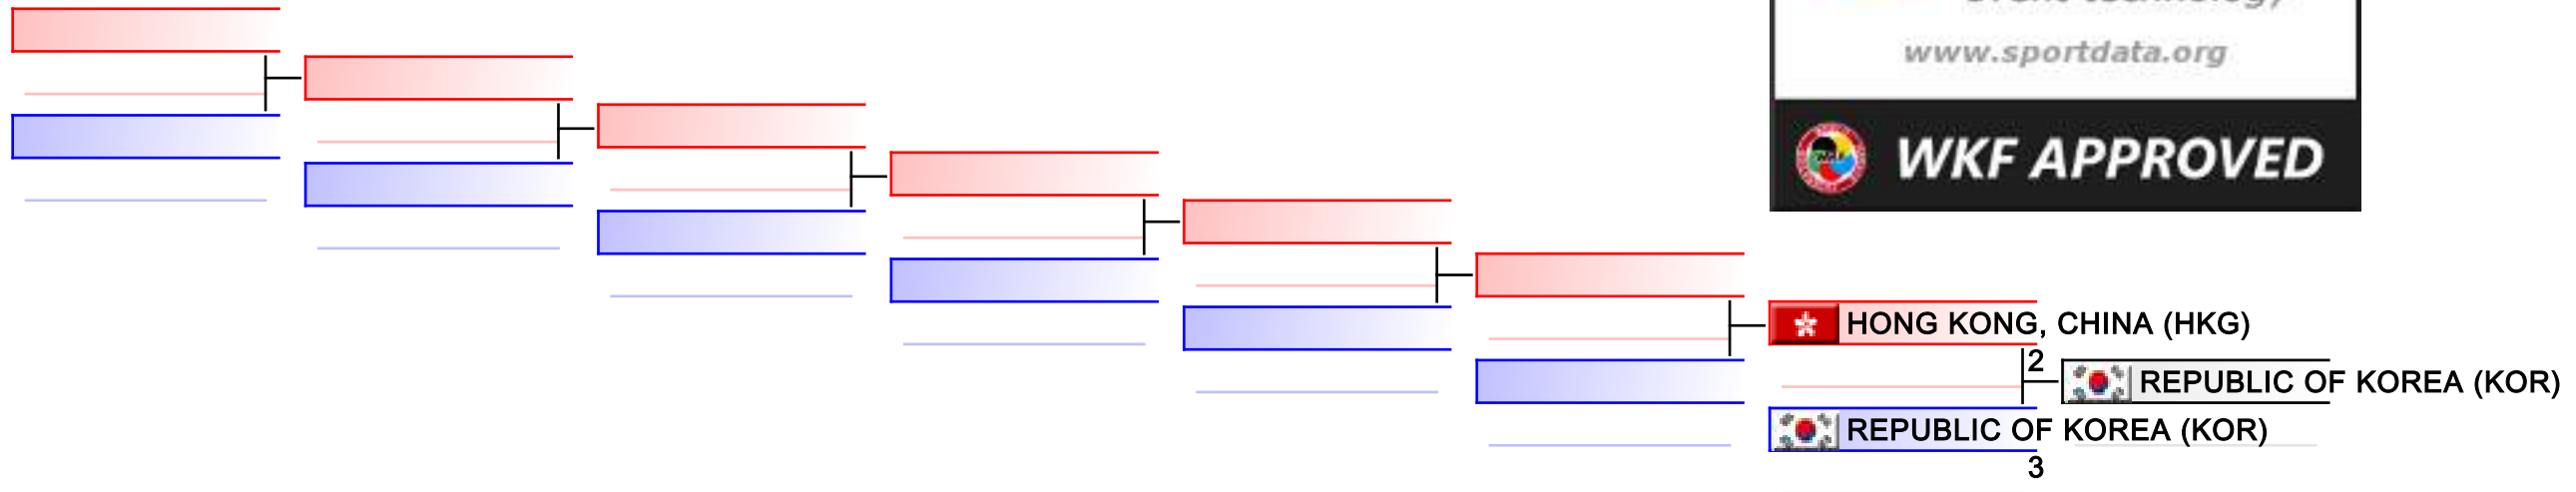 www.sportdata.org
WKF APPROVED
HONG KONG, CHINA (HKG)
2
REPUBLIC OF KOREA (KOR)
REPUBLIC OF KOREA (KOR)
3